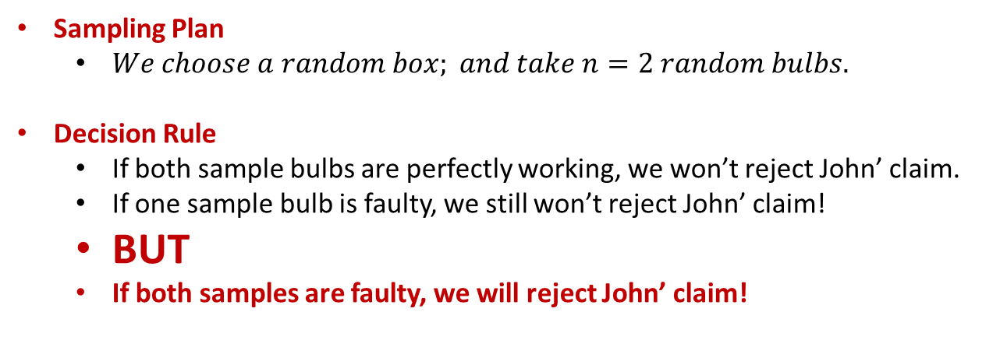 • Sampling Plan
• We choose a random box; and take n = 2 random bulbs.
• Decision Rule
• If both sample bulbs are perfectly working, we won’t reject John’ claim.
• If one sample bulb is faulty, we still won’t reject John’ claim!
• BUT
• If both samples are faulty, we will reject John’ claim!